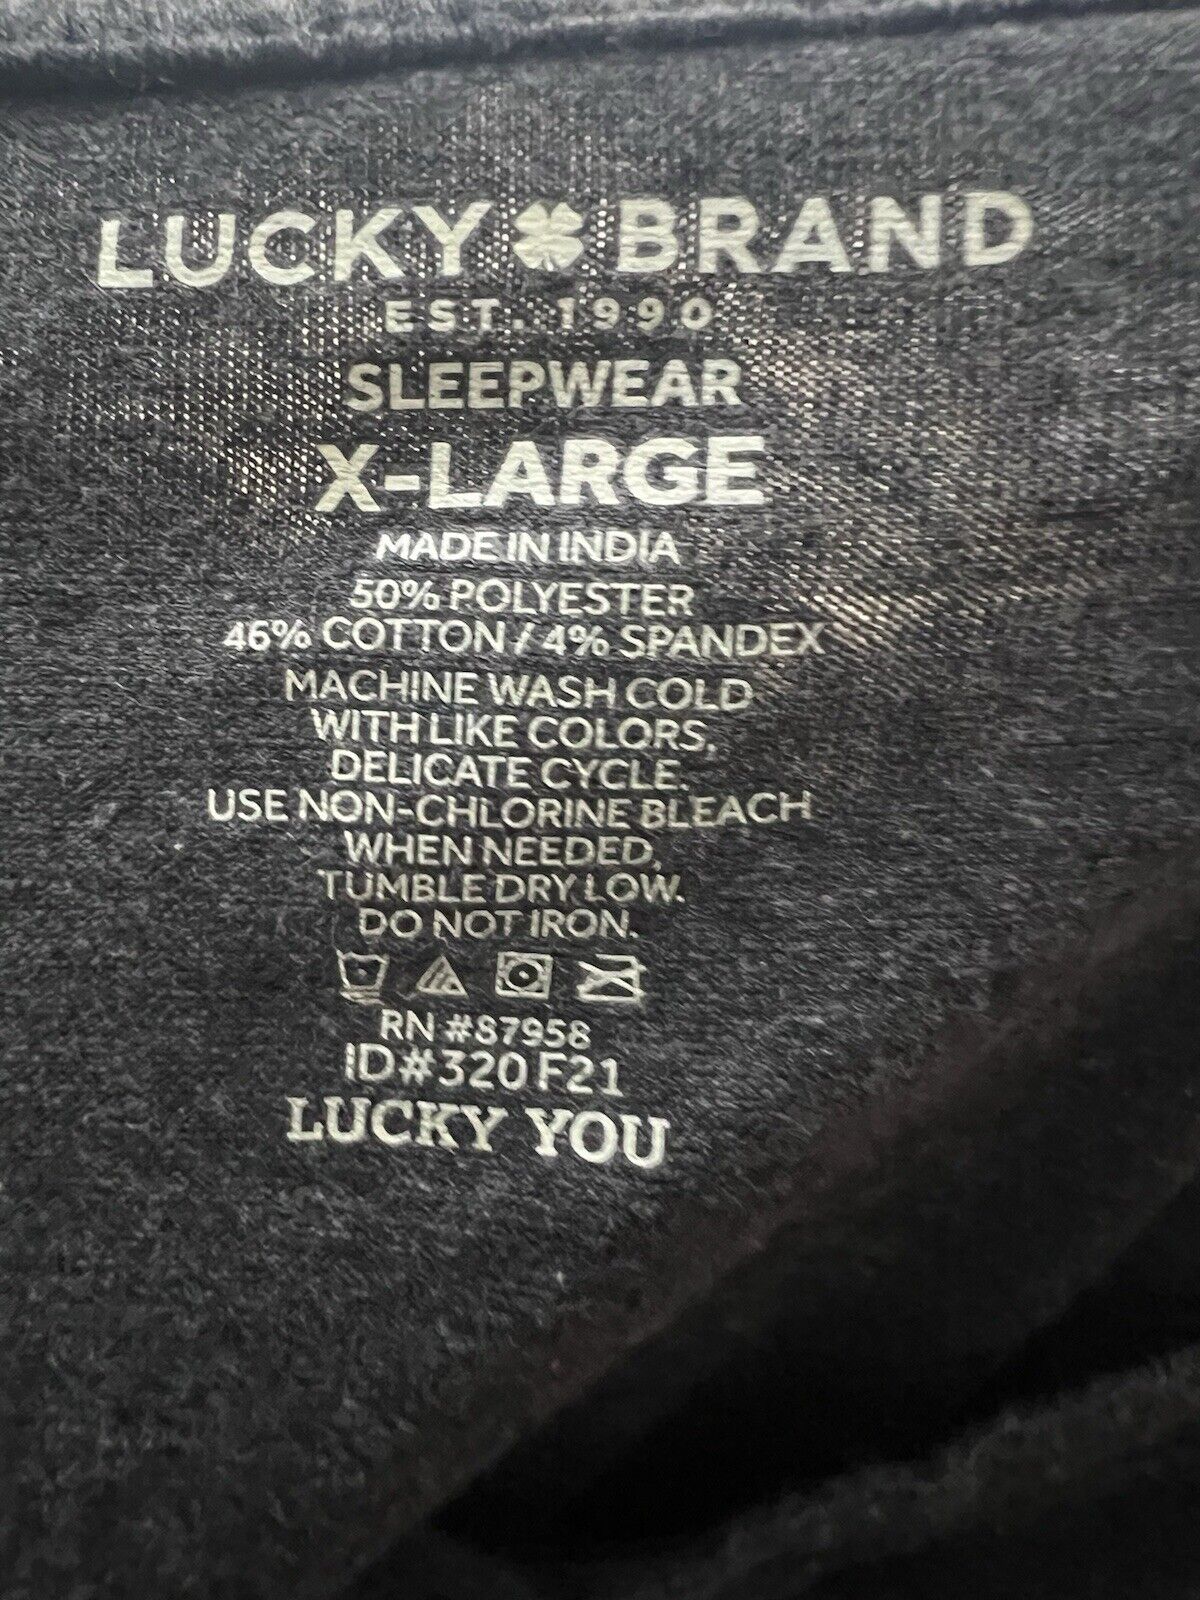 LUCKY BRAND
EST. 1990
SLEEPWEAR
X-LARGE
MADE IN INDIA
50% POLYESTER
46% COTTON / 4% SPANDEX
MACHINE WASH COLD
WITH LIKE COLORS,
DELICATE CYCLE.
USE NON-CHLORINE BLEACH
WHEN NEEDED,
TUMBLE DRY LOW.
DO NOT IRON.
RN #87958
ID#320 F21
LUCKY YOU